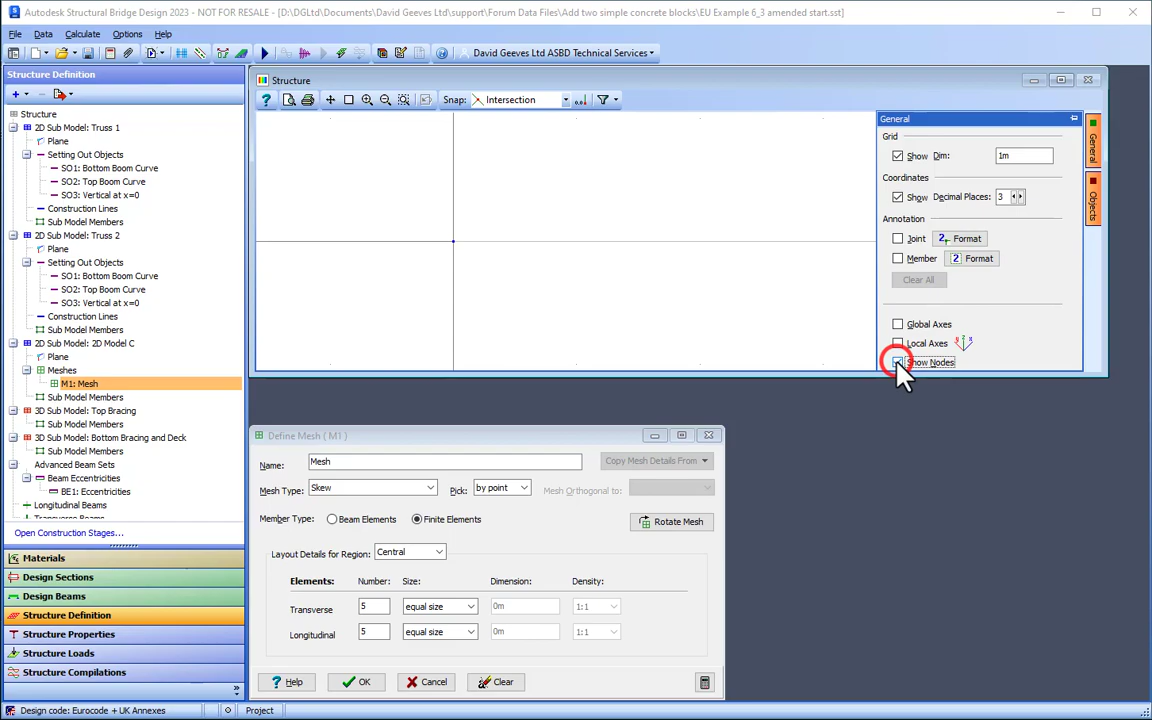 Autodesk Structural Bridge Design 2023 - NOT FOR RESALE - [D:\DGLtd\Documents\David Geeves Ltd\support\Forum Data Files\Add two simple concrete blocks\EU Example 6_3 amended start.sst]
File Data Calculate Options Help
David Geeves Ltd ASBD Technical Services
Structure Definition
Structure
2D Sub Model: Truss 1
Plane
Setting Out Objects
SO1: Bottom Boom Curve
SO2: Top Boom Curve
SO3: Vertical at x=0
Construction Lines
Sub Model Members
2D Sub Model: Truss 2
Plane
Setting Out Objects
SO1: Bottom Boom Curve
SO2: Top Boom Curve
SO3: Vertical at x=0
Construction Lines
Sub Model Members
2D Sub Model: 2D Model C
Plane
Meshes
M1: Mesh
Sub Model Members
3D Sub Model: Top Bracing
Sub Model Members
3D Sub Model: Bottom Bracing and Deck
Sub Model Members
Advanced Beam Sets
Beam Eccentricities
BE1: Eccentricities
Longitudinal Beams
Transverse Beams
Open Construction Stages...
Materials
Design Sections
Design Beams
Structure Definition
Structure Properties
Structure Loads
Structure Compilations
Structure
Snap: Intersection
General
Grid
Show Dim: 1m
Coordinates
Show Decimal Places: 3
Annotation
Joint Format
Member Format
Clear All
Global Axes
Local Axes
Show Nodes
General
Objects
Define Mesh ( M1 )
Name: Mesh Copy Mesh Details From
Mesh Type: Skew Pick: by point Mesh Orthogonal to:
Member Type: Beam Elements Finite Elements Rotate Mesh
Layout Details for Region: Central
Elements: Number: Size: Dimension: Density:
Transverse 5 equal size 0m 1:1
Longitudinal 5 equal size 0m 1:1
Help OK Cancel Clear
Design code: Eurocode + UK Annexes Project